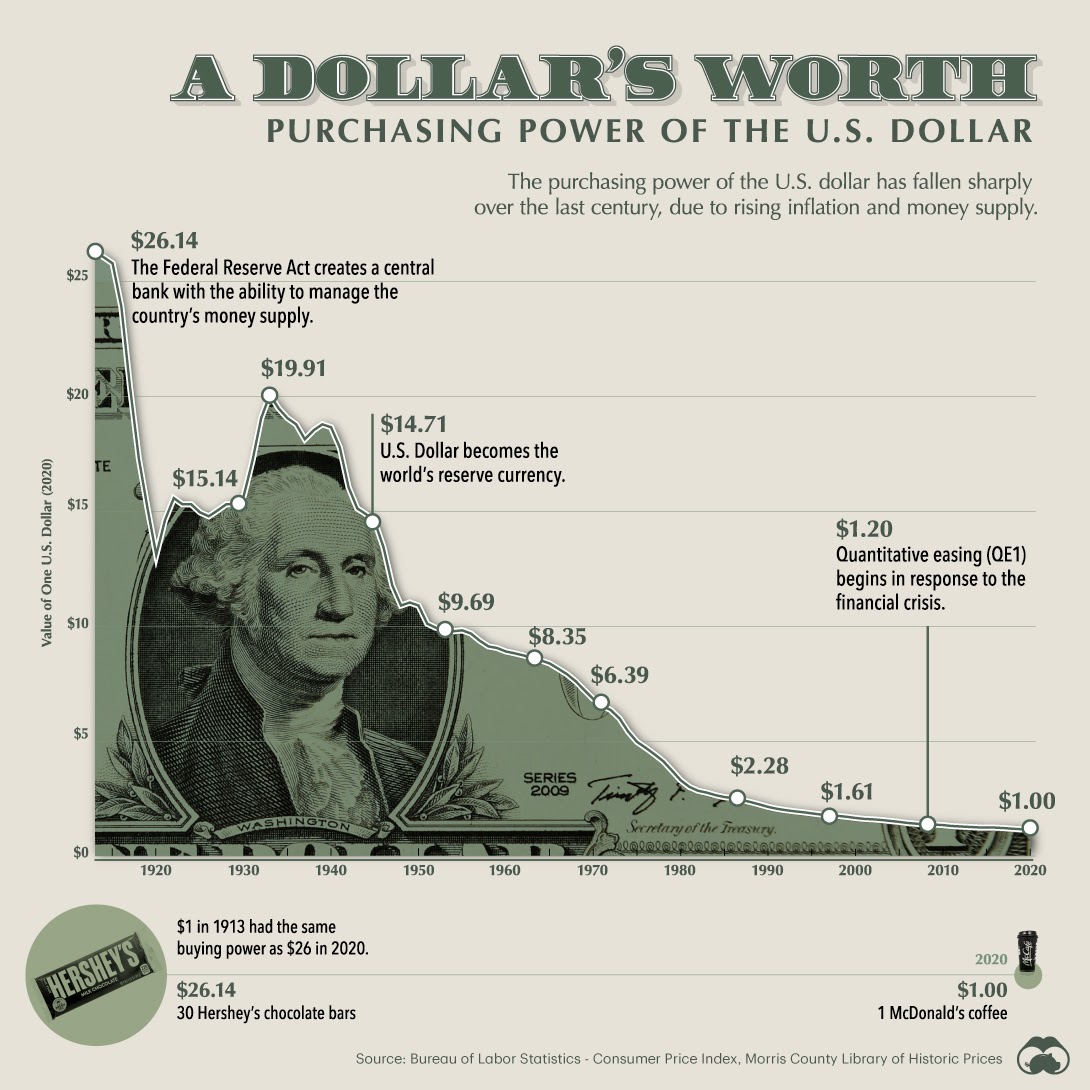 A DOLLAR'S WORTH
PURCHASING POWER OF THE U.S. DOLLAR
The purchasing power of the U.S. dollar has fallen sharply
over the last century, due to rising inflation and money supply.
$26.14
The Federal Reserve Act creates a central
bank with the ability to manage the
country's money supply.
$25
$20
$15
$10
$5
$0
Value of One U.S. Dollar (2020)
$19.91
$15.14
$14.71
U.S. Dollar becomes the
world's reserve currency.
$1.20
Quantitative easing (QE1)
begins in response to the
financial crisis.
$9.69
$8.35
$6.39
$2.28
$1.61
$1.00
TE
SERIES
2009
WASHINGTON
Secretary of the Treasury.
1920
1930
1940
1950
1960
1970
1980
1990
2000
2010
2020
HERSHEY'S
MILK CHOCOLATE
$1 in 1913 had the same
buying power as $26 in 2020.
$26.14
30 Hershey's chocolate bars
2020
McCafé
$1.00
1 McDonald's coffee
Source: Bureau of Labor Statistics - Consumer Price Index, Morris County Library of Historic Prices